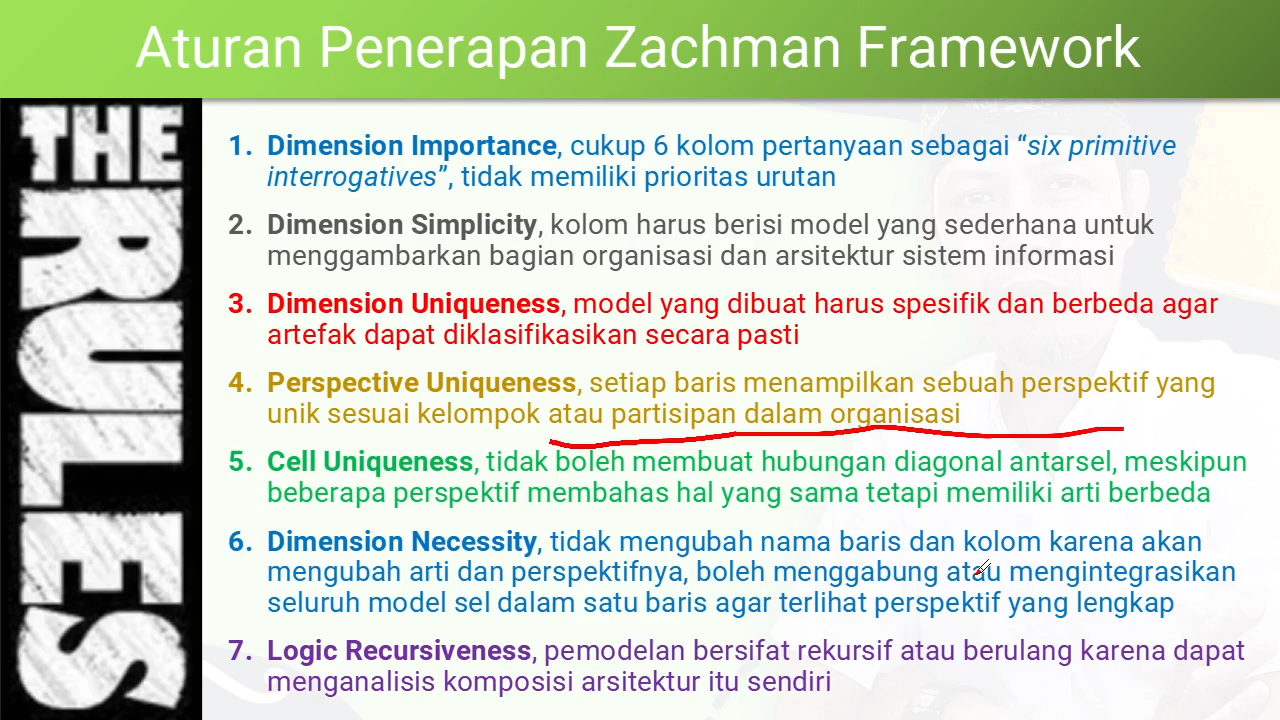 Aturan Penerapan Zachman Framework
THE RULES
1. Dimension Importance, cukup 6 kolom pertanyaan sebagai “six primitive
interrogatives”, tidak memiliki prioritas urutan
2. Dimension Simplicity, kolom harus berisi model yang sederhana untuk
menggambarkan bagian organisasi dan arsitektur sistem informasi
3. Dimension Uniqueness, model yang dibuat harus spesifik dan berbeda agar
artefak dapat diklasifikasikan secara pasti
4. Perspective Uniqueness, setiap baris menampilkan sebuah perspektif yang
unik sesuai kelompok atau partisipan dalam organisasi
5. Cell Uniqueness, tidak boleh membuat hubungan diagonal antarsel, meskipun
beberapa perspektif membahas hal yang sama tetapi memiliki arti berbeda
6. Dimension Necessity, tidak mengubah nama baris dan kolom karena akan
mengubah arti dan perspektifnya, boleh menggabung atau mengintegrasikan
seluruh model sel dalam satu baris agar terlihat perspektif yang lengkap
7. Logic Recursiveness, pemodelan bersifat rekursif atau berulang karena dapat
menganalisis komposisi arsitektur itu sendiri